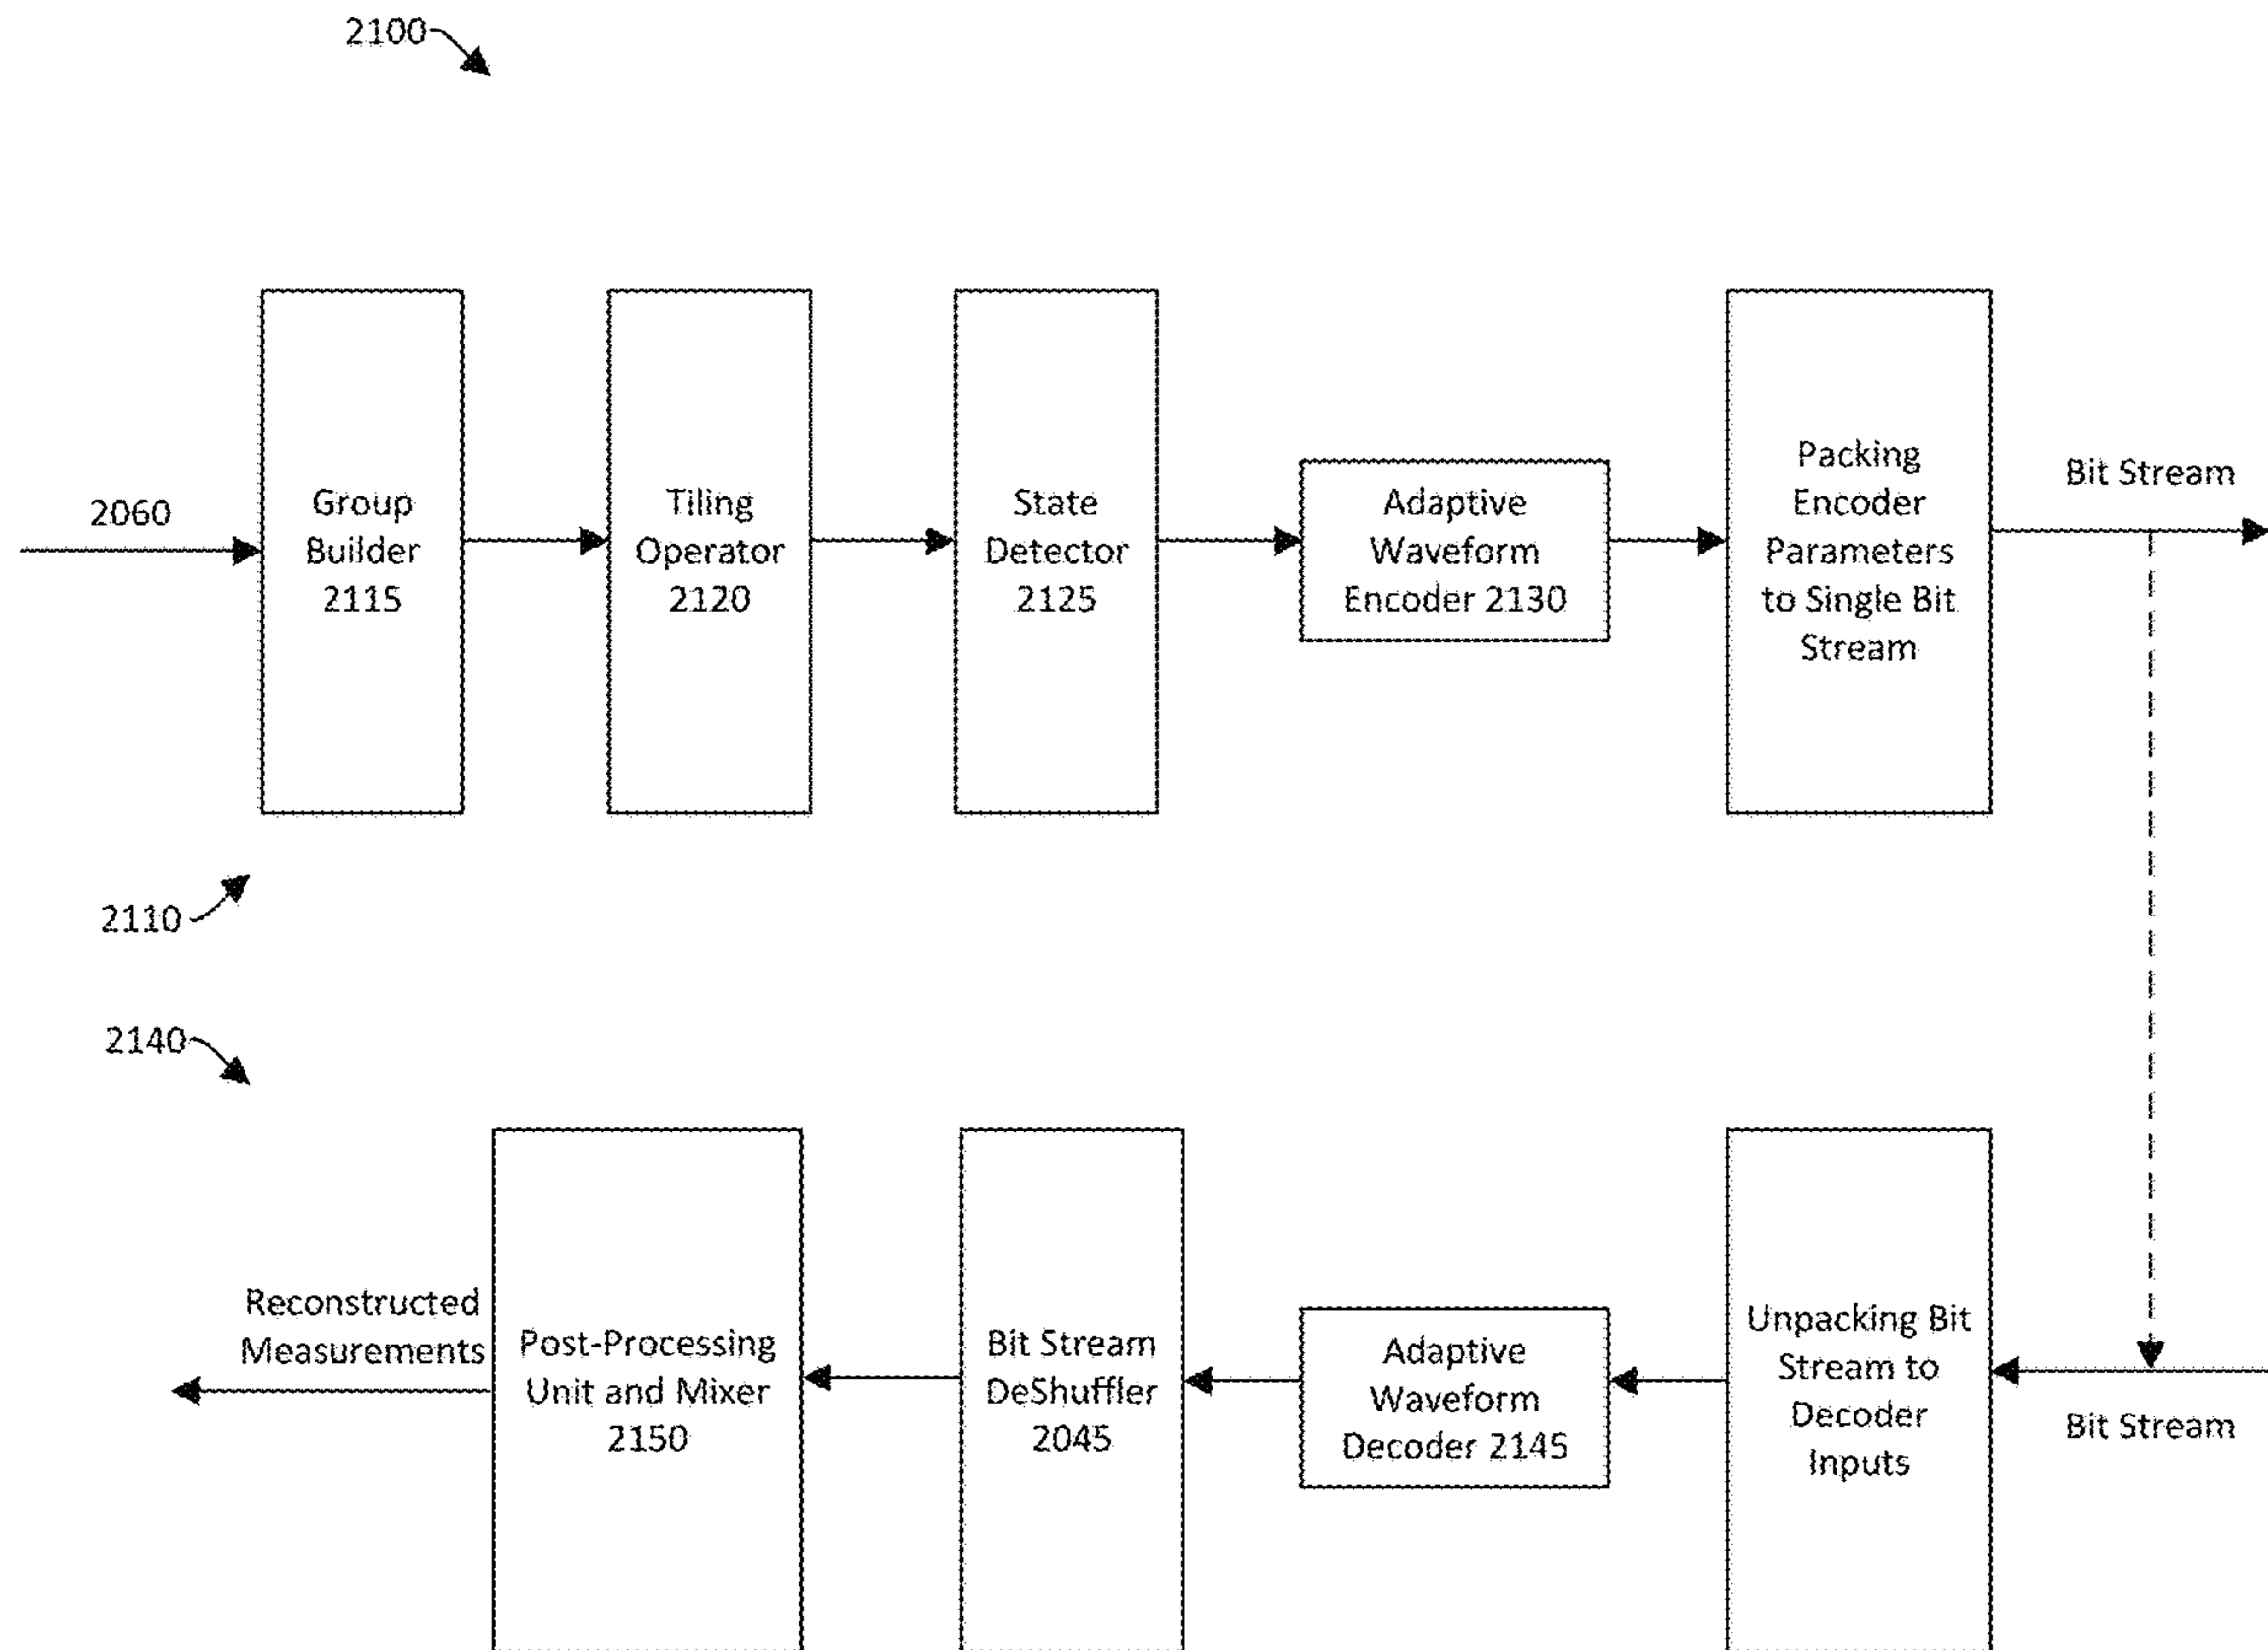 2100
2060
Group
Builder
2115
Tiling
Operator
2120
State
Detector
2125
Adaptive
Waveform
Encoder 2130
Packing
Encoder
Parameters
to Single Bit
Stream
Bit Stream
2110
2140
Reconstructed
Measurements
Post-Processing
Unit and Mixer
2150
Bit Stream
DeShuffler
2045
Adaptive
Waveform
Decoder 2145
Unpacking Bit
Stream to
Decoder
Inputs
Bit Stream